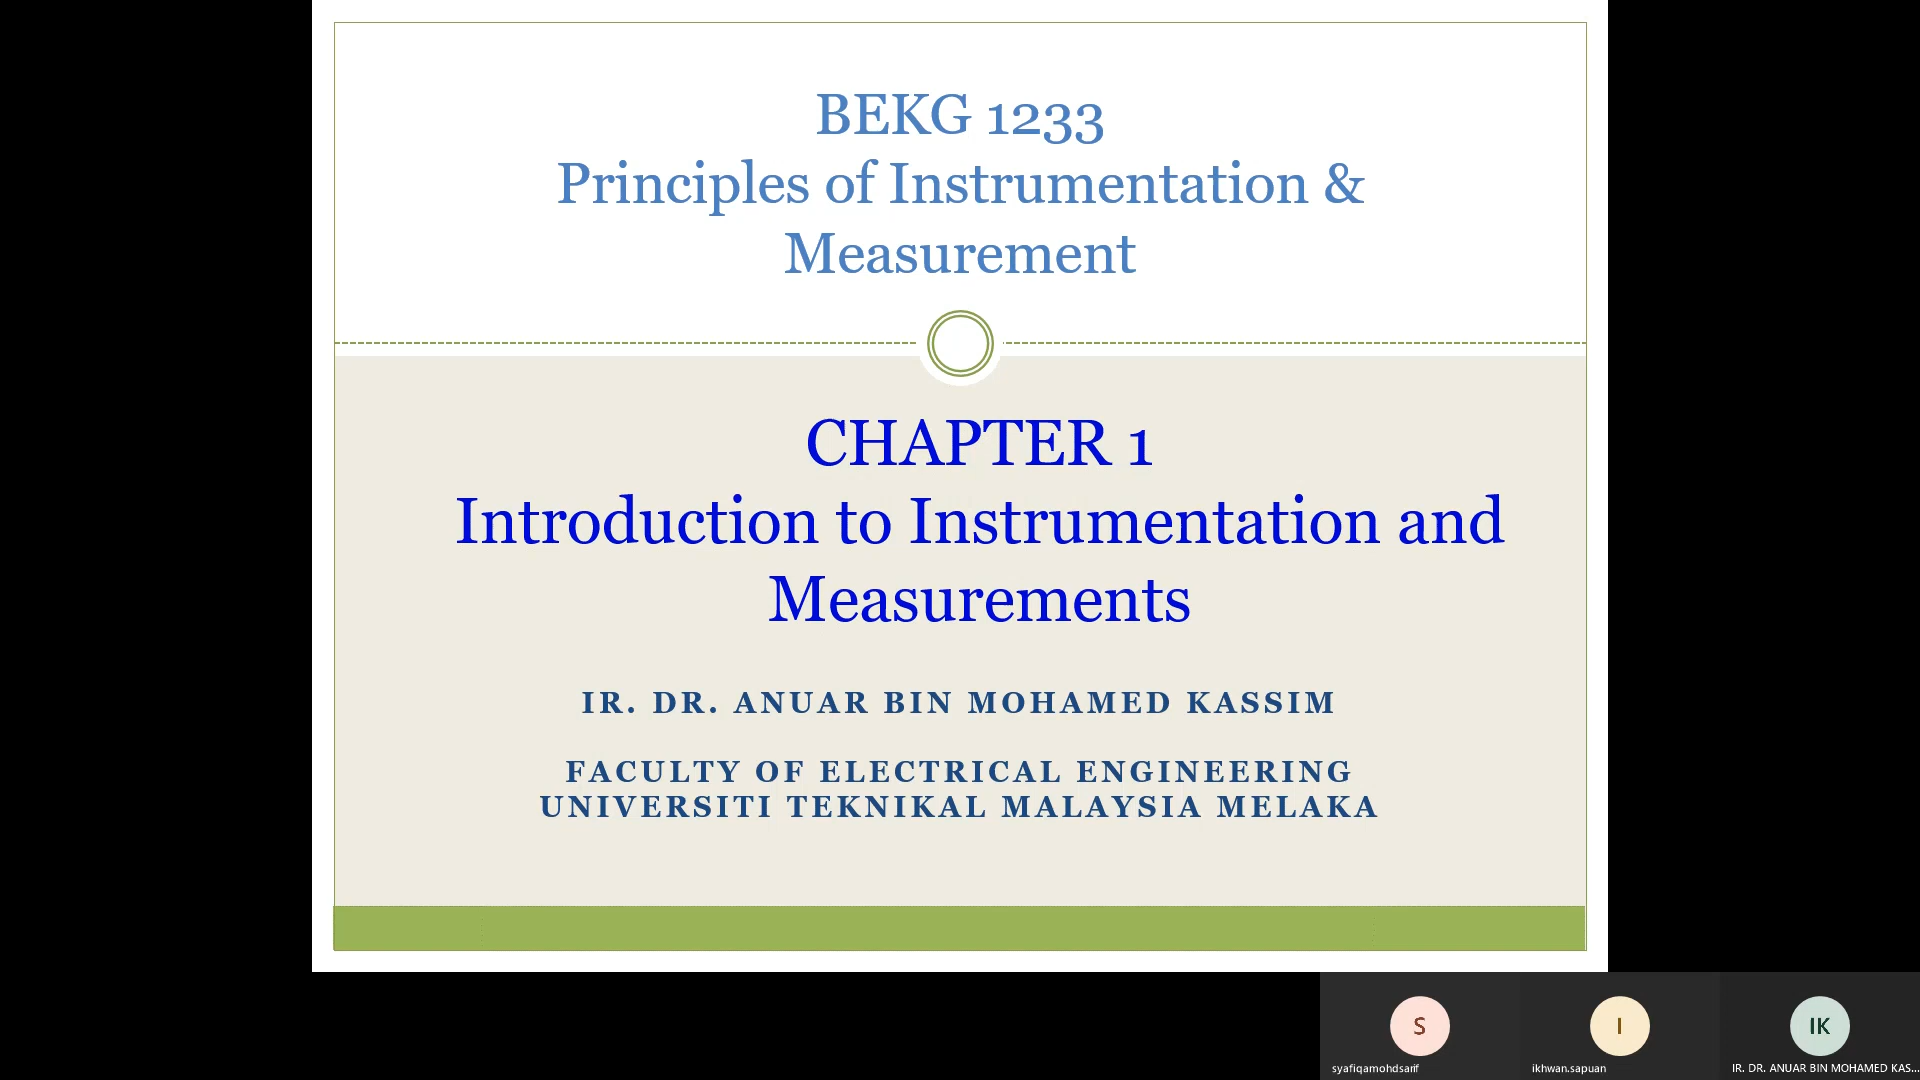 BEKG 1233
Principles of Instrumentation &
Measurement
CHAPTER 1
Introduction to Instrumentation and
Measurements
IR. DR. ANUAR BIN MOHAMED KASSIM
FACULTY OF ELECTRICAL ENGINEERING
UNIVERSITI TEKNIKAL MALAYSIA MELAKA
S
I
IK
syafiqamohdsarif
ikhwan.sapuan
IR. DR. ANUAR BIN MOHAMED KAS...